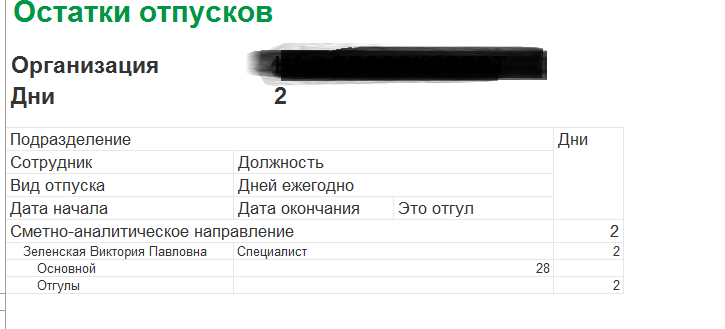 Остатки отпусков
Организация
Дни 2
Подразделение Дни
Сотрудник Должность
Вид отпуска Дней ежегодно
Дата начала Дата окончания Это отгул
Сметно-аналитическое направление 2
Зеленская Виктория Павловна Специалист 2
Основной 28
Отгулы 2